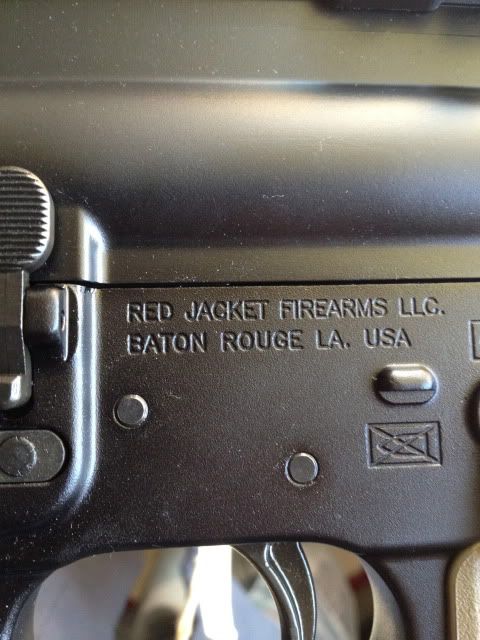 RED JACKET FIREARMS LLC.
BATON ROUGE LA. USA